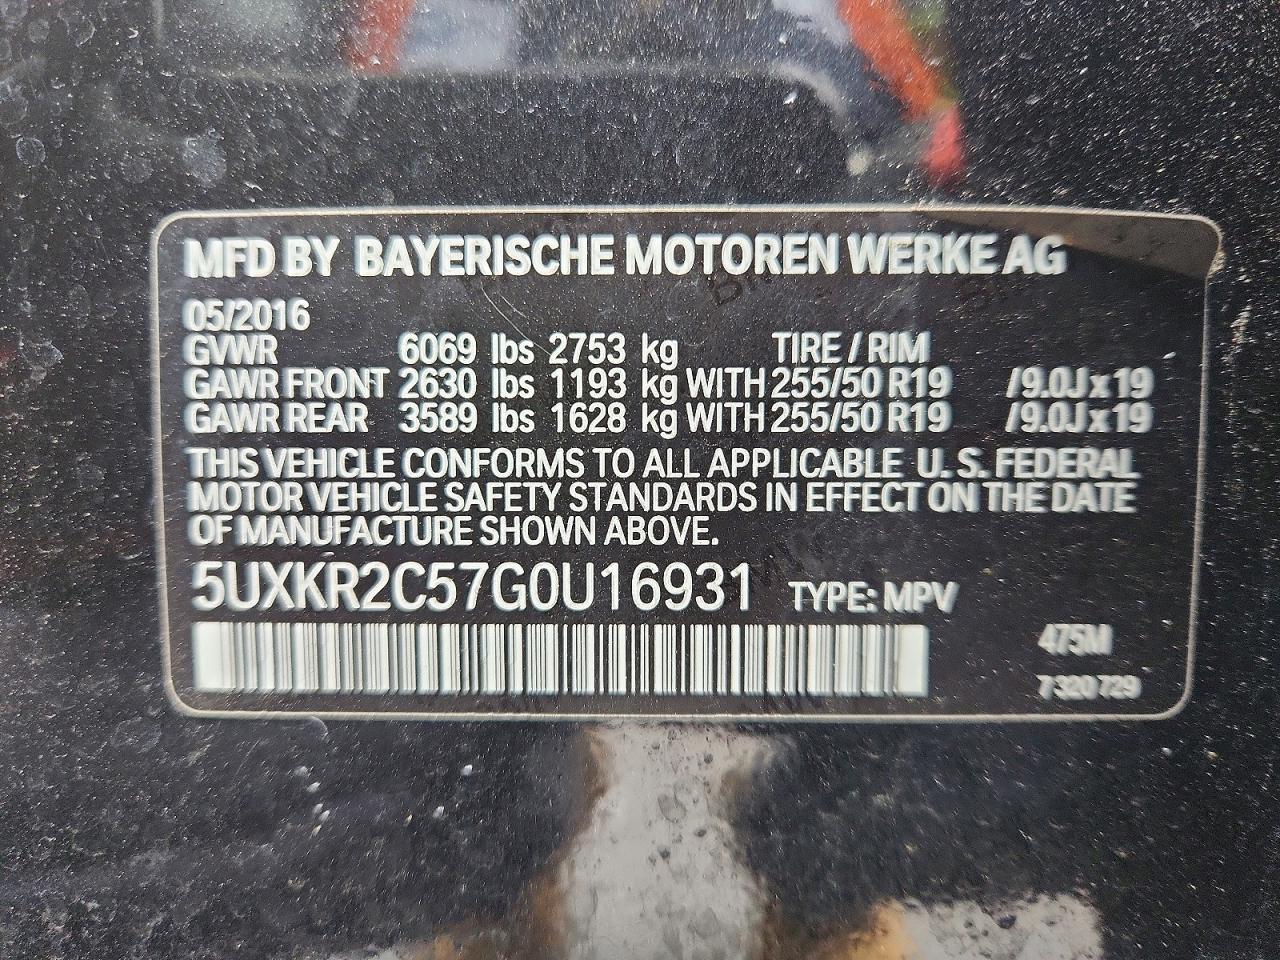 MFD BY BAYERISCHE MOTOREN WERKE AG
05/2016
GVWR 6069 lbs 2753 kg TIRE / RIM
GAWR FRONT 2630 lbs 1193 kg WITH 255/50 R19 /9.0J x 19
GAWR REAR 3589 lbs 1628 kg WITH 255/50 R19 /9.0J x 19
THIS VEHICLE CONFORMS TO ALL APPLICABLE U. S. FEDERAL
MOTOR VEHICLE SAFETY STANDARDS IN EFFECT ON THE DATE
OF MANUFACTURE SHOWN ABOVE.
5UXKR2C57G0U16931 TYPE: MPV
475M
7 320 729